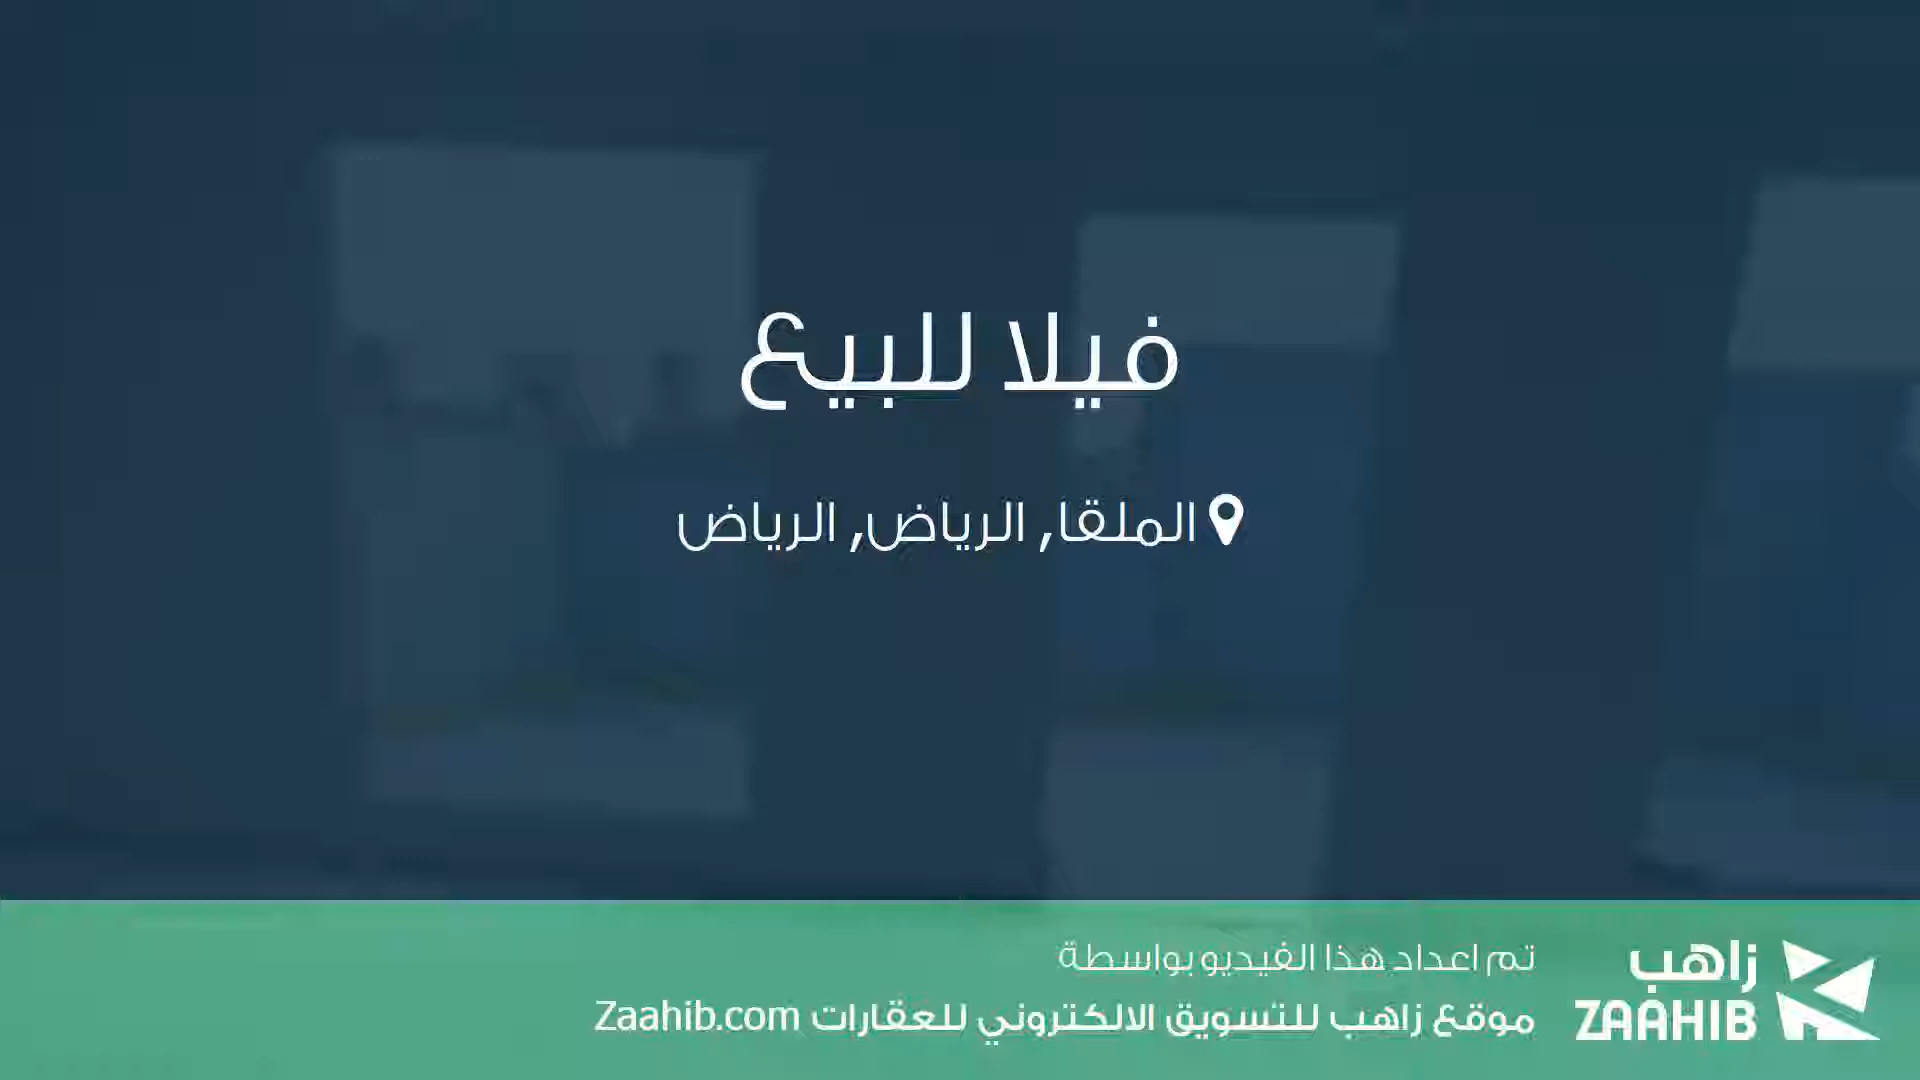 فيلا للبيع
الملقا, الرياض, الرياض
تم اعداد هذا الفيديو بواسطة
موقع زاهب للتسويق الالكتروني للعقارات Zaahib.com
زاهب
ZAAHIB